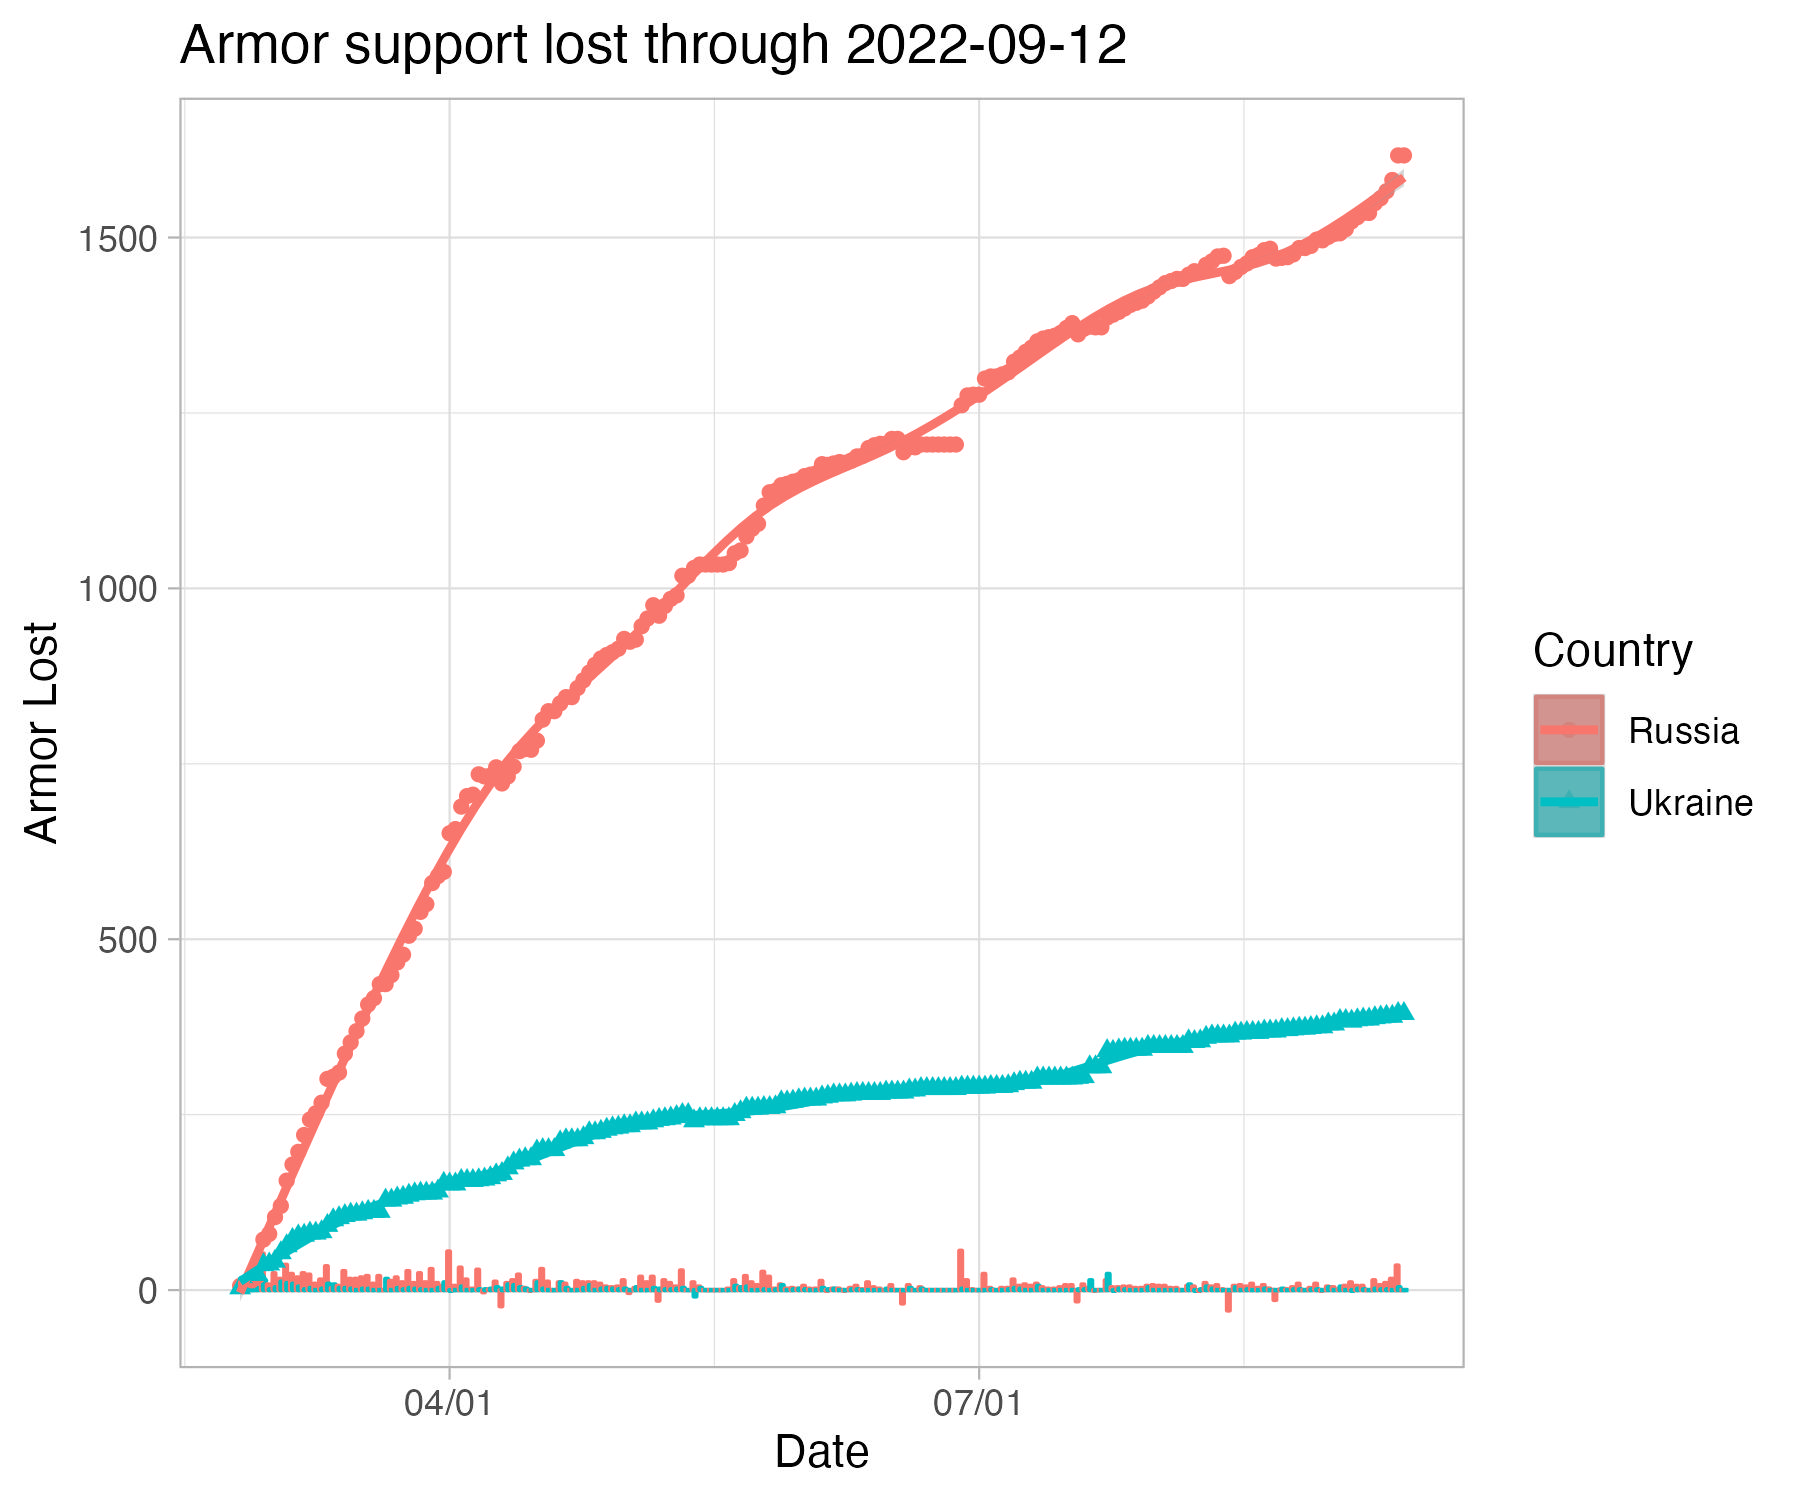 Armor support lost through 2022-09-12
Armor Lost
1500
1000
500
0
04/01
07/01
Date
Country
Russia
Ukraine